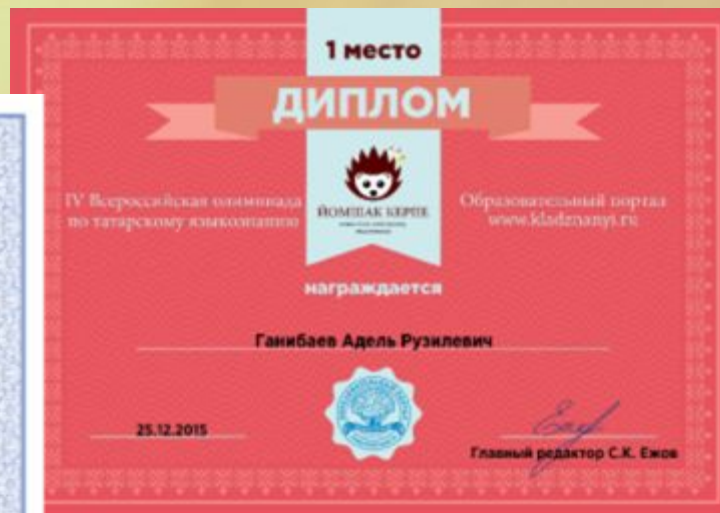 1 место
ДИПЛОМ
IV Всероссийская олимпиада
по татарскому языкознанию
ЙОМШАК КЕРПЕ
Образовательный портал
www.kladznanyi.ru
награждается
Ганибаев Адель Рузилевич
25.12.2015
Главный редактор С.К. Ежов